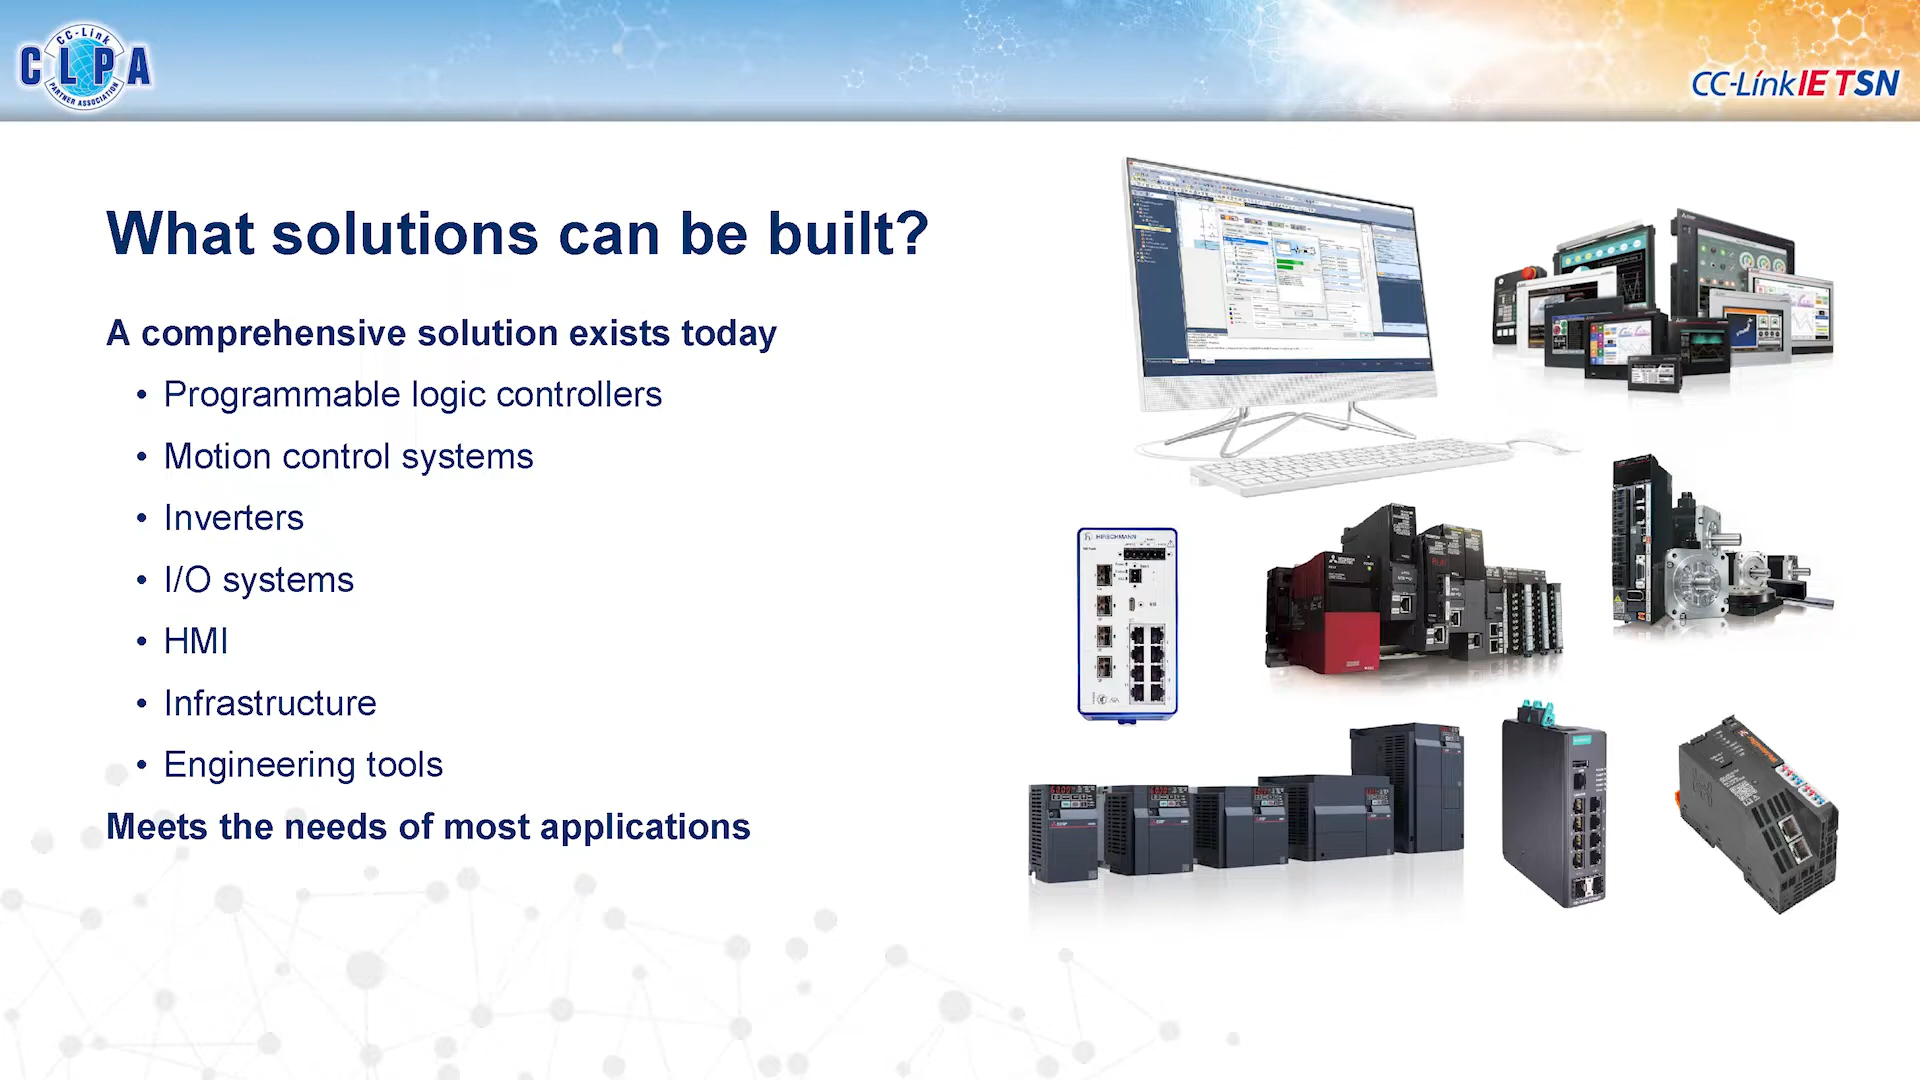 CC-Link
CLPA
PARTNER ASSOCIATION
CC-Link IE TSN
What solutions can be built?
A comprehensive solution exists today
• Programmable logic controllers
• Motion control systems
• Inverters
• I/O systems
• HMI
• Infrastructure
• Engineering tools
Meets the needs of most applications
HIRSCHMANN